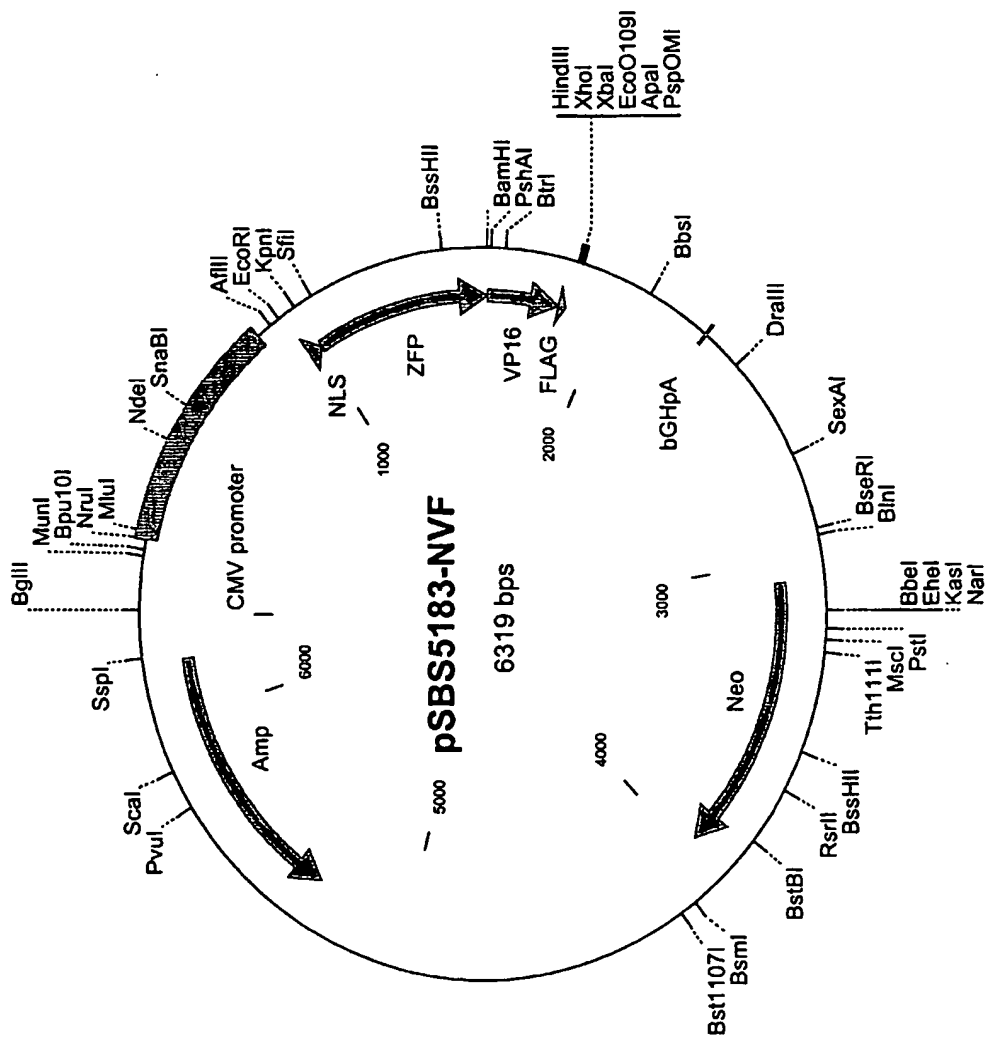 BglII
MunI
Bpu10I
NruI
MluI
NdeI
SnaBI
AflII
EcoRI
KpnI
SfiI
BssHII
BamHI
PshAI
BtrI
HindIII
XhoI
XbaI
EcoO109I
ApaI
PspOMI
BbsI
DraIII
SexAI
BseRI
BlnI
BbeI
EheI
KasI
NarI
PstI
MscI
Tth111I
BssHII
RsrII
BstBI
BsmI
Bst1107I
PvuI
ScaI
SspI
CMV promoter
NLS
ZFP
VP16
FLAG
bGHpA
Neo
Amp
1000
2000
3000
4000
5000
6000
pSBS5183-NVF
6319 bps